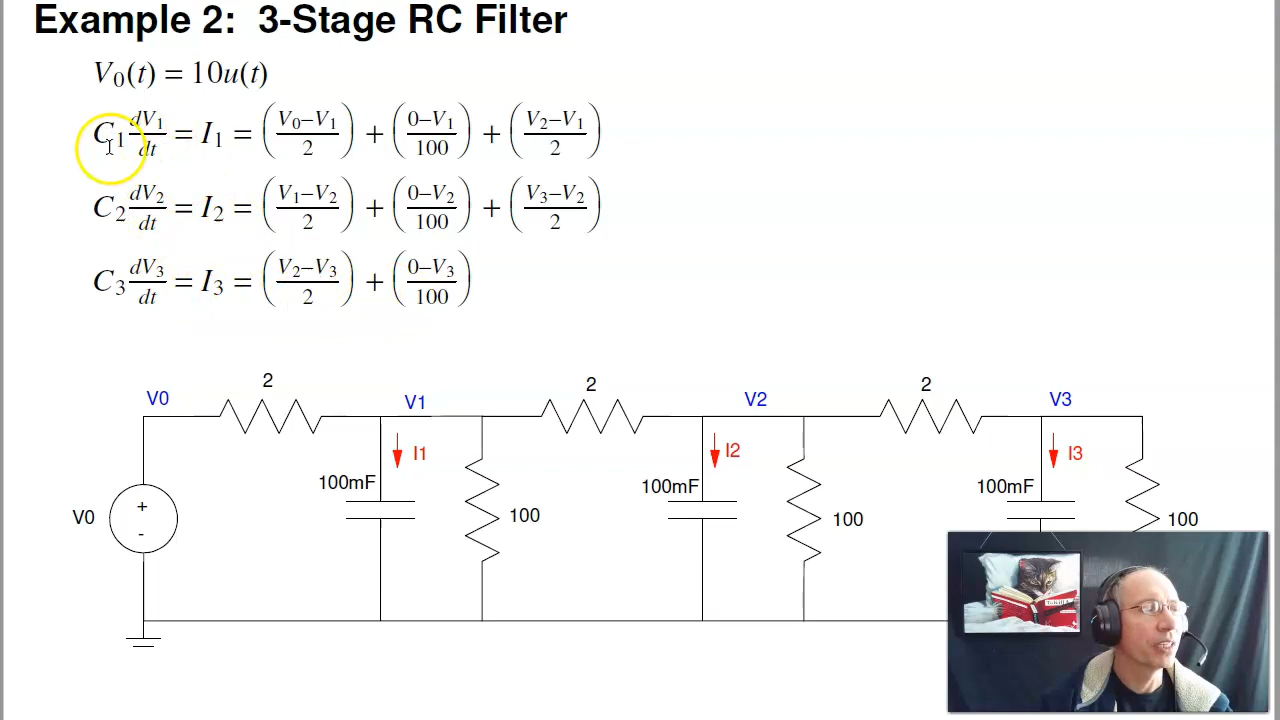 Example 2: 3-Stage RC Filter
V₀(t) = 10u(t)
C₁ dV₁/dt = I₁ = ((V₀−V₁)/2) + ((0−V₁)/100) + ((V₂−V₁)/2)
C₂ dV₂/dt = I₂ = ((V₁−V₂)/2) + ((0−V₂)/100) + ((V₃−V₂)/2)
C₃ dV₃/dt = I₃ = ((V₂−V₃)/2) + ((0−V₃)/100)
2 2 2
V0 V1 V2 V3
I1 I2 I3
100mF 100mF 100mF
V0 + - 100 100 100